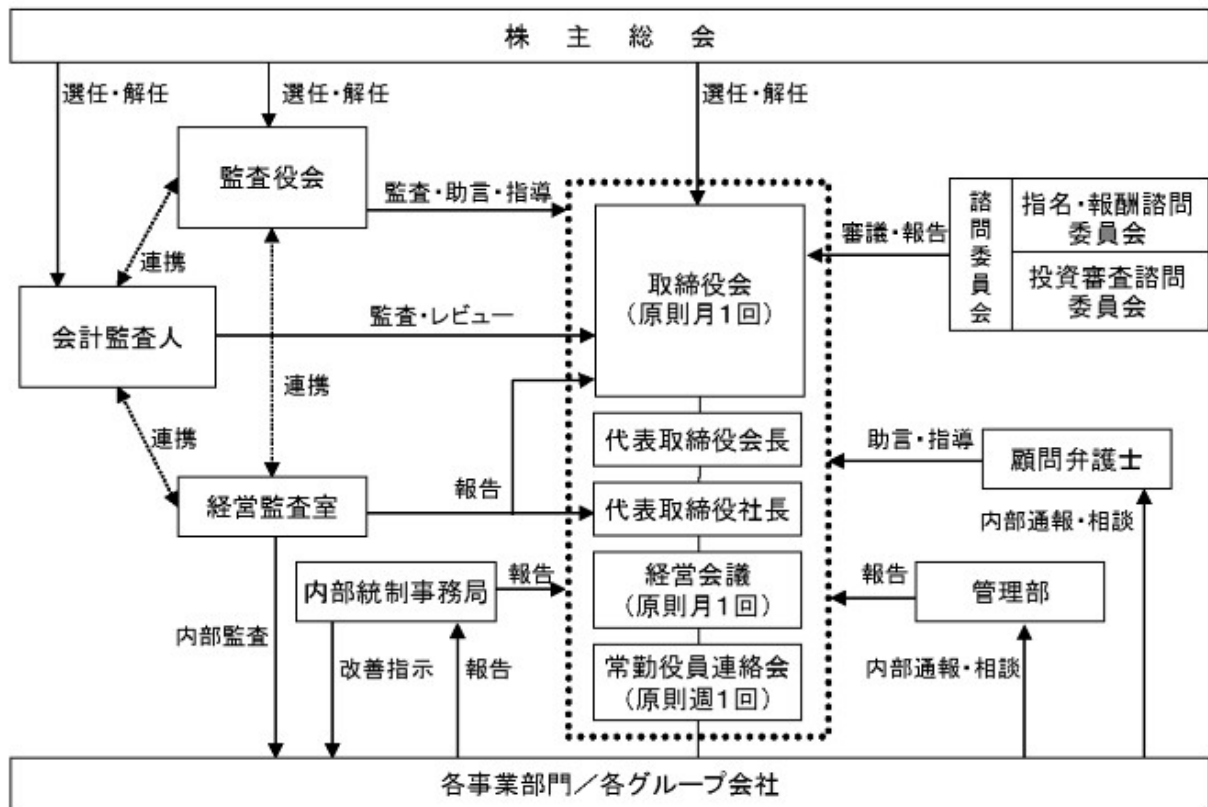 株主総会
選任・解任
選任・解任
選任・解任
監査役会
監査・助言・指導
諮問委員会
指名・報酬諮問
委員会
審議・報告
投資審査諮問
委員会
連携
取締役会
(原則月1回)
会計監査人
監査・レビュー
連携
連携
代表取締役会長
助言・指導
顧問弁護士
経営監査室
報告
代表取締役社長
内部通報・相談
内部統制事務局
報告
経営会議
(原則月1回)
報告
管理部
内部監査
改善指示
報告
常勤役員連絡会
(原則週1回)
内部通報・相談
各事業部門/各グループ会社